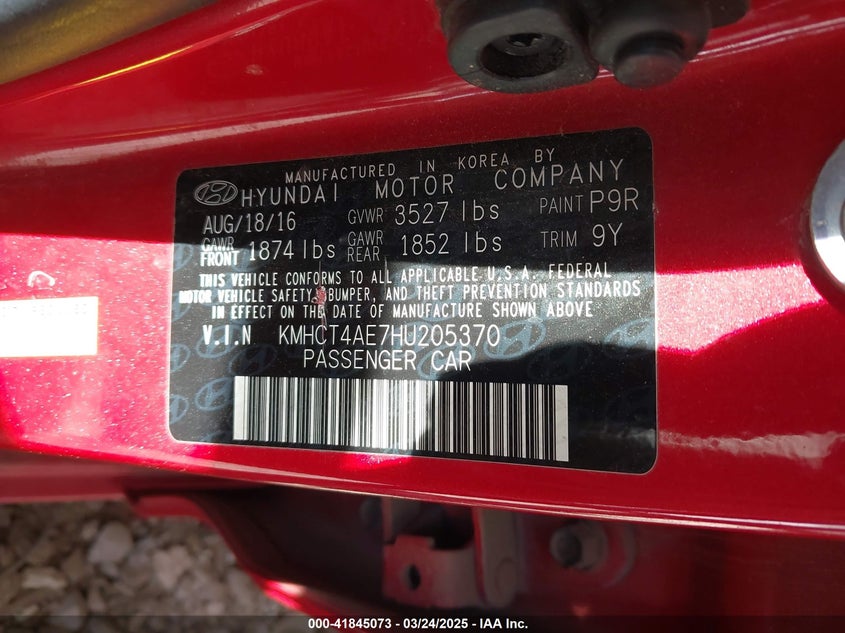 MANUFACTURED IN KOREA BY
HYUNDAI MOTOR COMPANY
AUG/18/16 GVWR 3527 lbs PAINT P9R
GAWR FRONT 1874 lbs GAWR REAR 1852 lbs TRIM 9Y
THIS VEHICLE CONFORMS TO ALL APPLICABLE U.S.A. FEDERAL
MOTOR VEHICLE SAFETY, BUMPER, AND THEFT PREVENTION STANDARDS
IN EFFECT ON THE DATE OF MANUFACTURE SHOWN ABOVE
V.I.N KMHCT4AE7HU205370
PASSENGER CAR
000-41845073 - 03/24/2025 - IAA Inc.